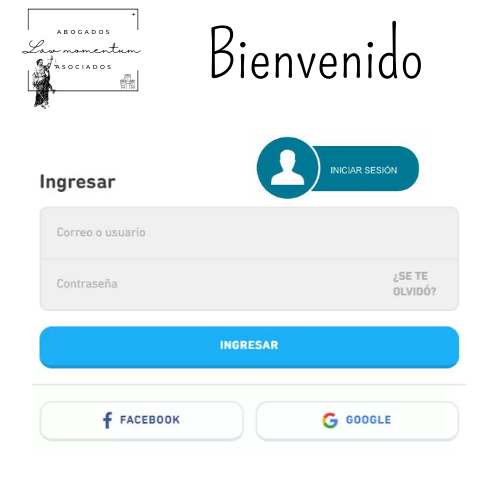 ABOGADOS
Law momentum
ASOCIADOS
Bienvenido
INICIAR SESIÓN
Ingresar
Correo o usuario
Contraseña
¿SE TE
OLVIDÓ?
INGRESAR
FACEBOOK
GOOGLE